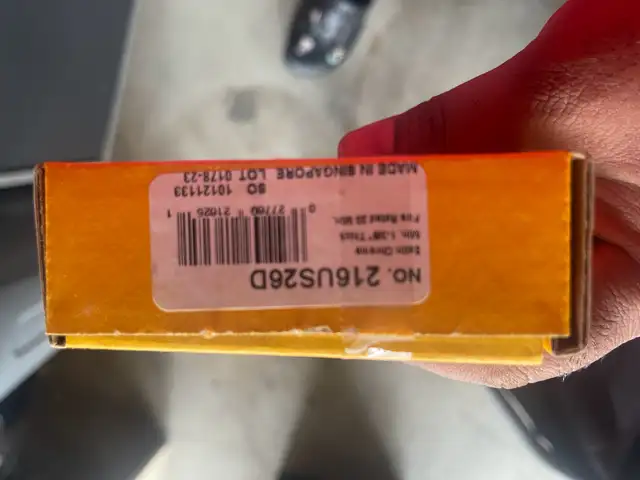 NO. 216US26D
Satin Chrome
Min. 1-3/8" Thick
Fire Rated 20 Min.
0 27760 21625 1
SO 10121133
MADE IN SINGAPORE LOT 0178-23